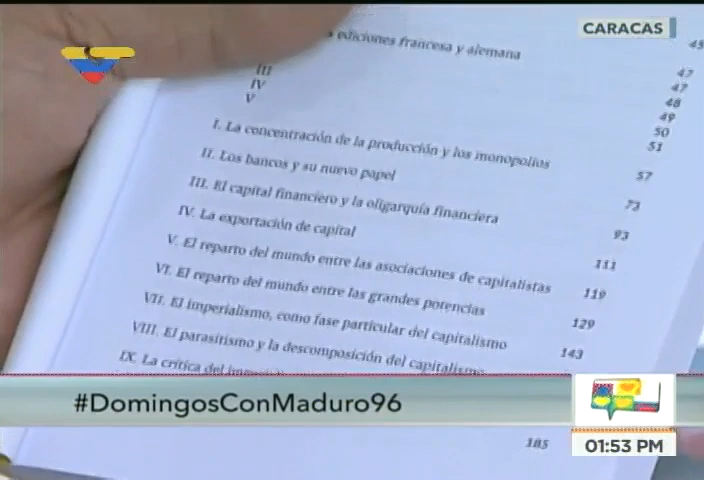 CARACAS
ediciones francesa y alemana 45
47
III 47
IV 48
V 49
50
I. La concentración de la producción y los monopolios 51
II. Los bancos y su nuevo papel 57
III. El capital financiero y la oligarquía financiera 73
IV. La exportación de capital 93
V. El reparto del mundo entre las asociaciones de capitalistas 111
VI. El reparto del mundo entre las grandes potencias 119
VII. El imperialismo, como fase particular del capitalismo 129
VIII. El parasitismo y la descomposición del capitalismo 143
IX. La crítica del
#DomingosConMaduro96
185
01:53 PM